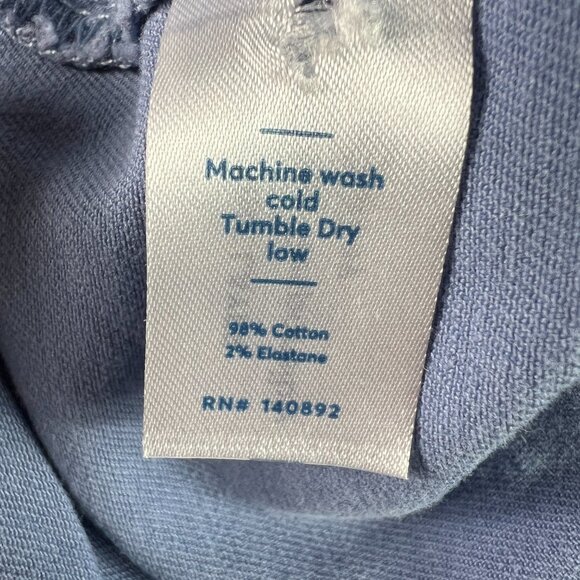 Machine wash
cold
Tumble Dry
low
98% Cotton
2% Elastane
RN# 140892